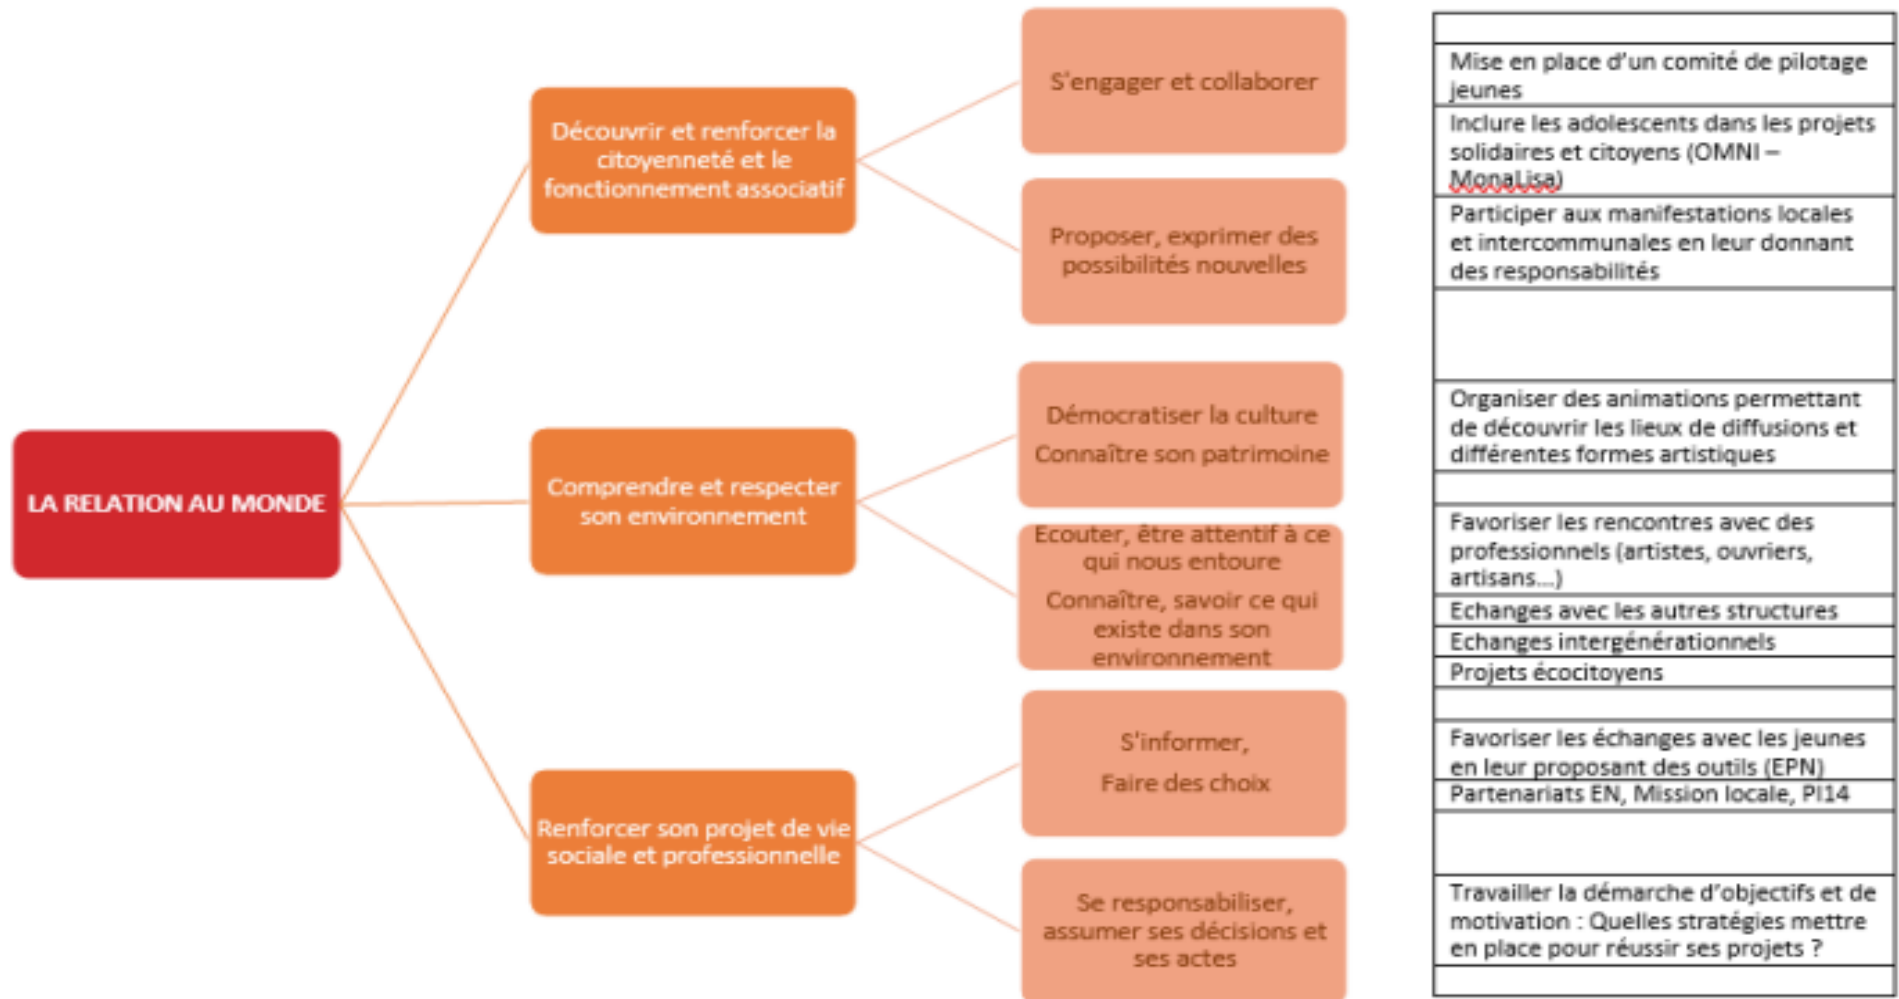 LA RELATION AU MONDE
Découvrir et renforcer la
citoyenneté et le
fonctionnement associatif
S'engager et collaborer
Proposer, exprimer des
possibilités nouvelles
Comprendre et respecter
son environnement
Démocratiser la culture
Connaître son patrimoine
Ecouter, être attentif à ce
qui nous entoure
Connaître, savoir ce qui
existe dans son
environnement
Renforcer son projet de vie
sociale et professionnelle
S'informer,
Faire des choix
Se responsabiliser,
assumer ses décisions et
ses actes
Mise en place d'un comité de pilotage
jeunes
Inclure les adolescents dans les projets
solidaires et citoyens (OMNI –
MonaLisa)
Participer aux manifestations locales
et intercommunales en leur donnant
des responsabilités
Organiser des animations permettant
de découvrir les lieux de diffusions et
différentes formes artistiques
Favoriser les rencontres avec des
professionnels (artistes, ouvriers,
artisans...)
Echanges avec les autres structures
Echanges intergénérationnels
Projets écocitoyens
Favoriser les échanges avec les jeunes
en leur proposant des outils (EPN)
Partenariats EN, Mission locale, PI14
Travailler la démarche d'objectifs et de
motivation : Quelles stratégies mettre
en place pour réussir ses projets ?